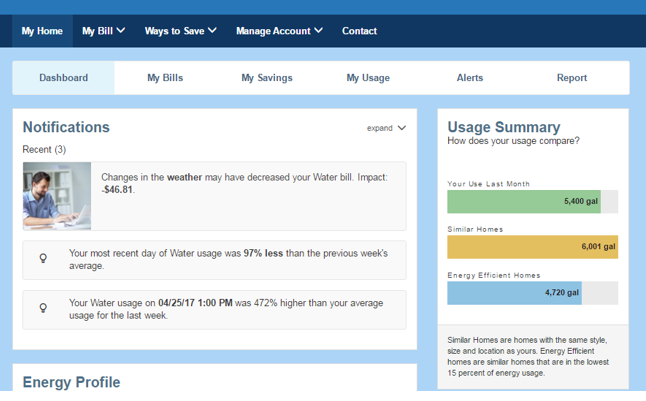 My Home My Bill Ways to Save Manage Account Contact
Dashboard My Bills My Savings My Usage Alerts Report
Notifications
expand
Recent (3)
Changes in the weather may have decreased your Water bill. Impact:
-$46.81.
Your most recent day of Water usage was 97% less than the previous week's
average.
Your Water usage on 04/25/17 1:00 PM was 472% higher than your average
usage for the last week.
Energy Profile
Usage Summary
How does your usage compare?
Your Use Last Month
5,400 gal
Similar Homes
6,001 gal
Energy Efficient Homes
4,720 gal
Similar Homes are homes with the same style,
size and location as yours. Energy Efficient
homes are similar homes that are in the lowest
15 percent of energy usage.